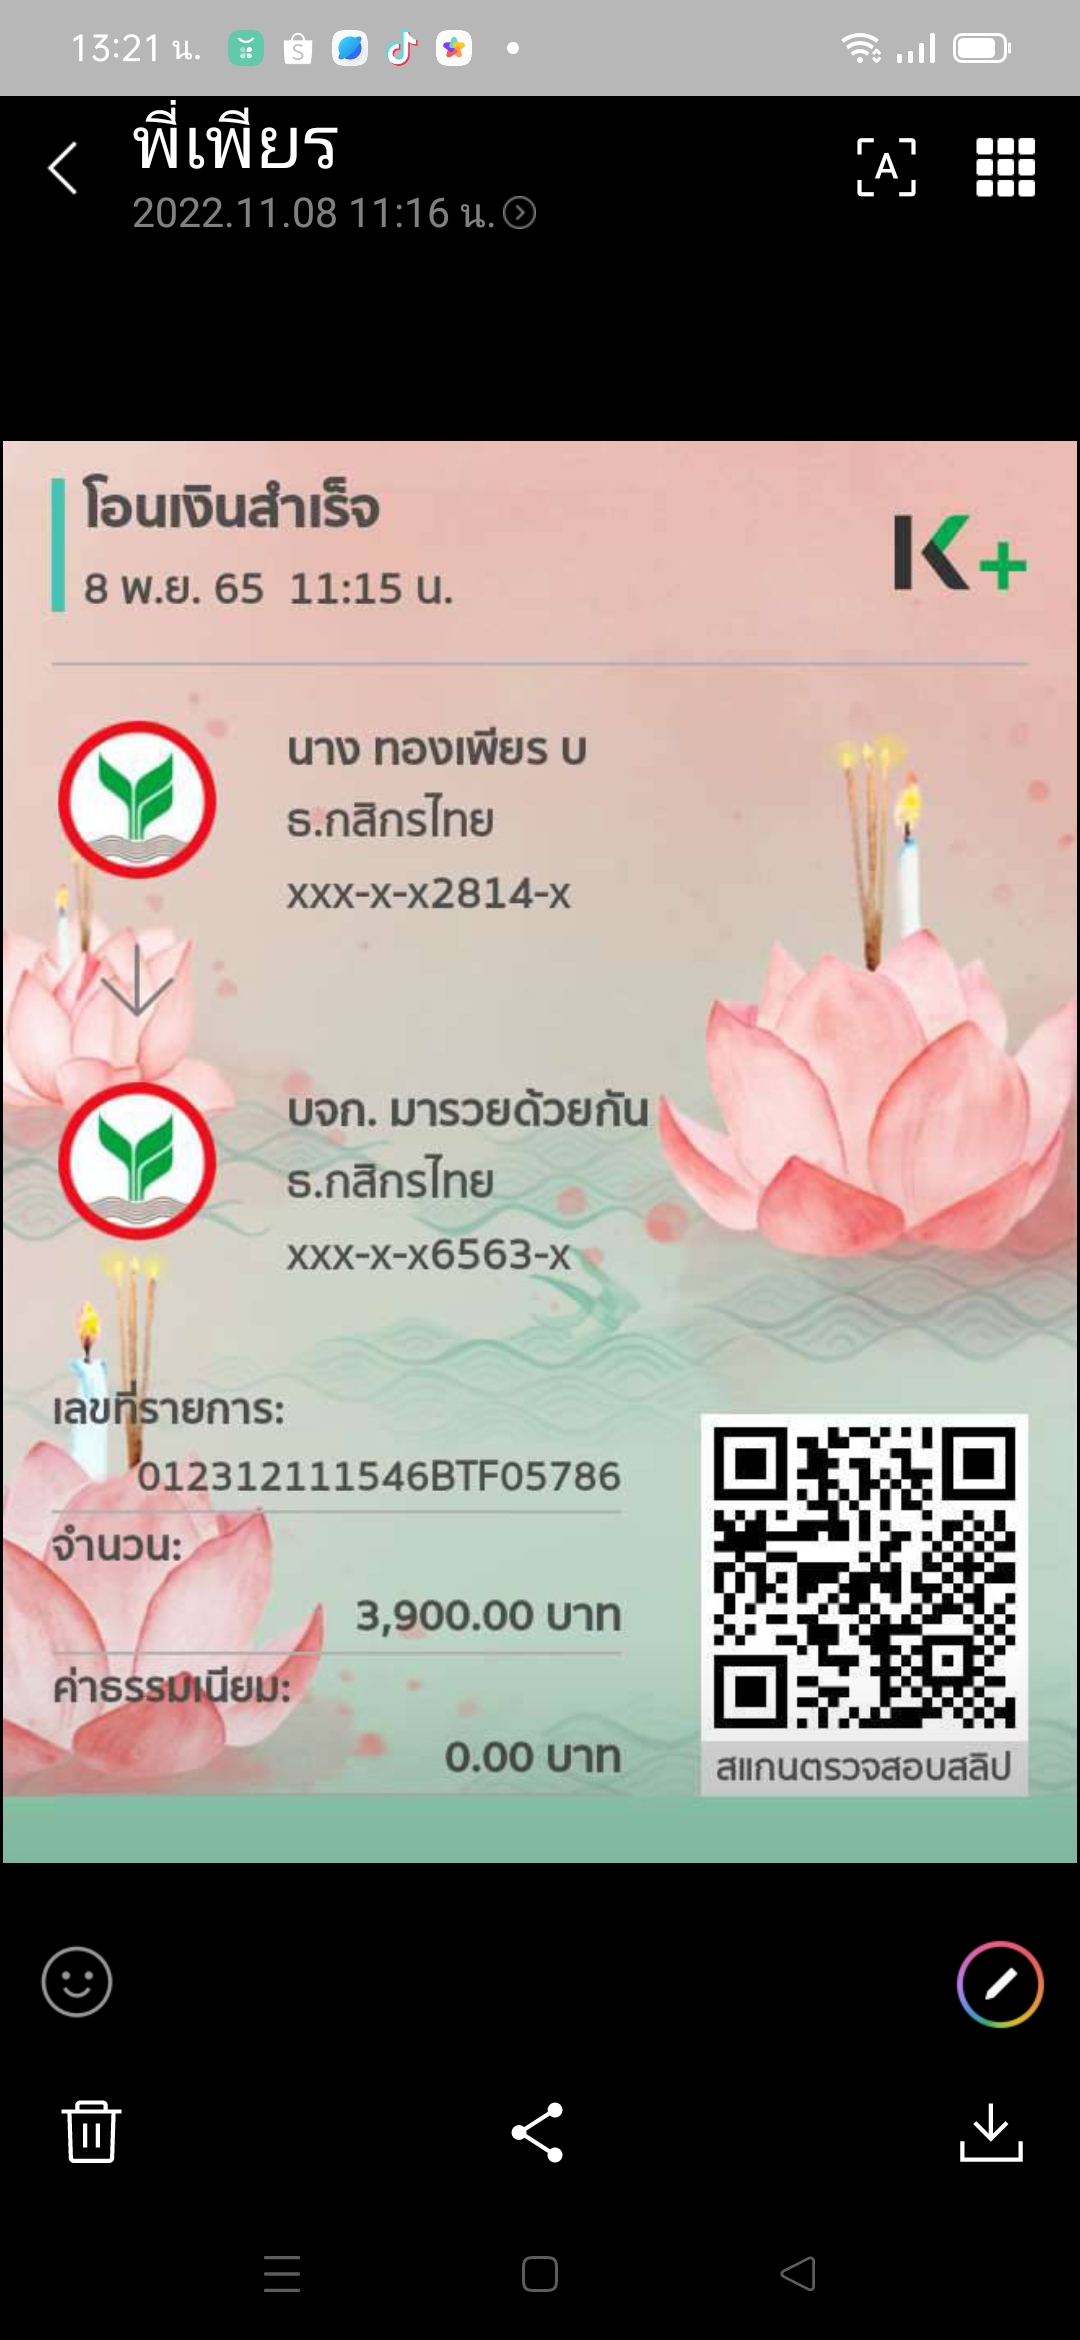 13:21 น.
พี่เพียร
2022.11.08 11:16 น.
A
โอนเงินสำเร็จ
8 พ.ย. 65 11:15 น.
K+
นาง ทองเพียร บ
ธ.กสิกรไทย
xxx-x-x2814-x
บจก. มารวยด้วยกัน
ธ.กสิกรไทย
xxx-x-x6563-x
เลขที่รายการ:
012312111546BTF05786
จำนวน:
3,900.00 บาท
ค่าธรรมเนียม:
0.00 บาท
สแกนตรวจสอบสลิป